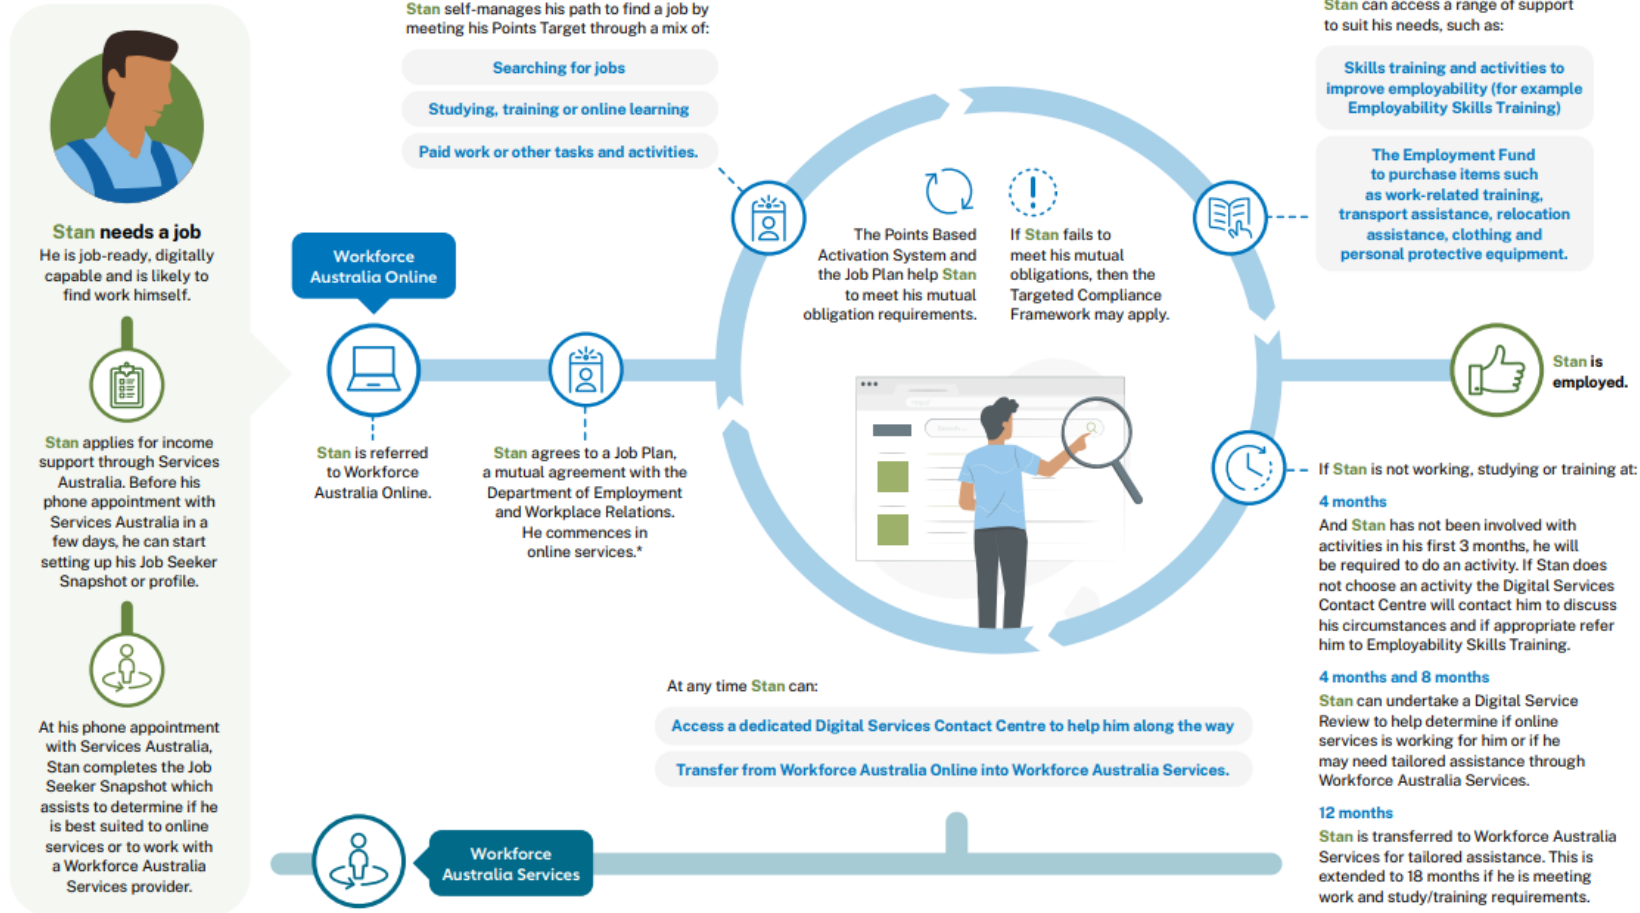 Stan self-manages his path to find a job by
meeting his Points Target through a mix of:
Searching for jobs
Studying, training or online learning
Paid work or other tasks and activities.
Stan can access a range of support
to suit his needs, such as:
Skills training and activities to
improve employability (for example
Employability Skills Training)
The Employment Fund
to purchase items such
as work-related training,
transport assistance, relocation
assistance, clothing and
personal protective equipment.
Stan needs a job
He is job-ready, digitally
capable and is likely to
find work himself.
Stan applies for income
support through Services
Australia. Before his
phone appointment with
Services Australia in a
few days, he can start
setting up his Job Seeker
Snapshot or profile.
At his phone appointment
with Services Australia,
Stan completes the Job
Seeker Snapshot which
assists to determine if he
is best suited to online
services or to work with
a Workforce Australia
Services provider.
Workforce
Australia Online
Stan is referred
to Workforce
Australia Online.
Stan agrees to a Job Plan,
a mutual agreement with the
Department of Employment
and Workplace Relations.
He commences in
online services.*
The Points Based
Activation System and
the Job Plan help Stan
to meet his mutual
obligation requirements.
If Stan fails to
meet his mutual
obligations, then the
Targeted Compliance
Framework may apply.
Stan is
employed.
If Stan is not working, studying or training at:
4 months
And Stan has not been involved with
activities in his first 3 months, he will
be required to do an activity. If Stan does
not choose an activity the Digital Services
Contact Centre will contact him to discuss
his circumstances and if appropriate refer
him to Employability Skills Training.
4 months and 8 months
Stan can undertake a Digital Service
Review to help determine if online
services is working for him or if he
may need tailored assistance through
Workforce Australia Services.
12 months
Stan is transferred to Workforce Australia
Services for tailored assistance. This is
extended to 18 months if he is meeting
work and study/training requirements.
At any time Stan can:
Access a dedicated Digital Services Contact Centre to help him along the way
Transfer from Workforce Australia Online into Workforce Australia Services.
Workforce
Australia Services